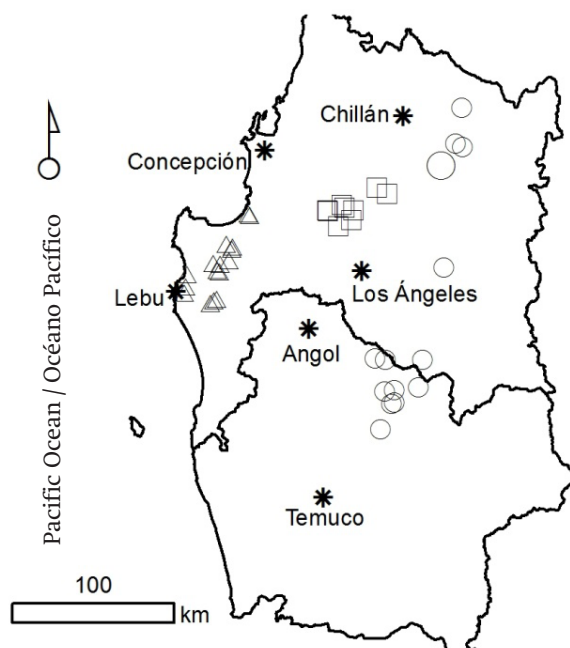 Chillán
Concepción
Pacific Ocean / Océano Pacífico
Lebu
Los Ángeles
Angol
Temuco
100
km